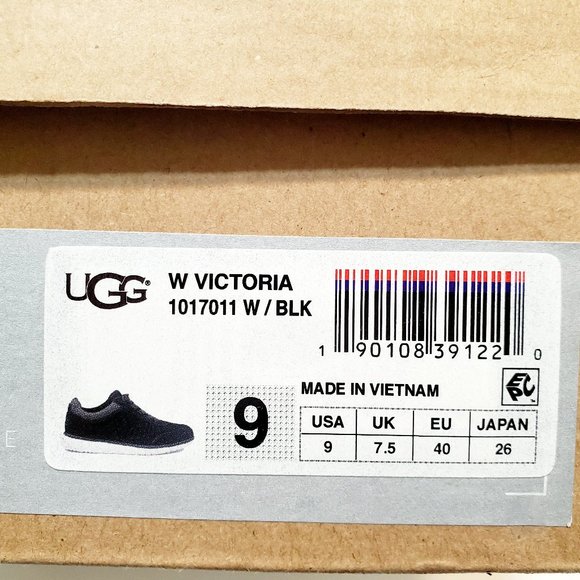 UGG®
W VICTORIA
1017011 W / BLK
1 90108 39122 0
9
MADE IN VIETNAM
EPC
USA UK EU JAPAN
9 7.5 40 26
E